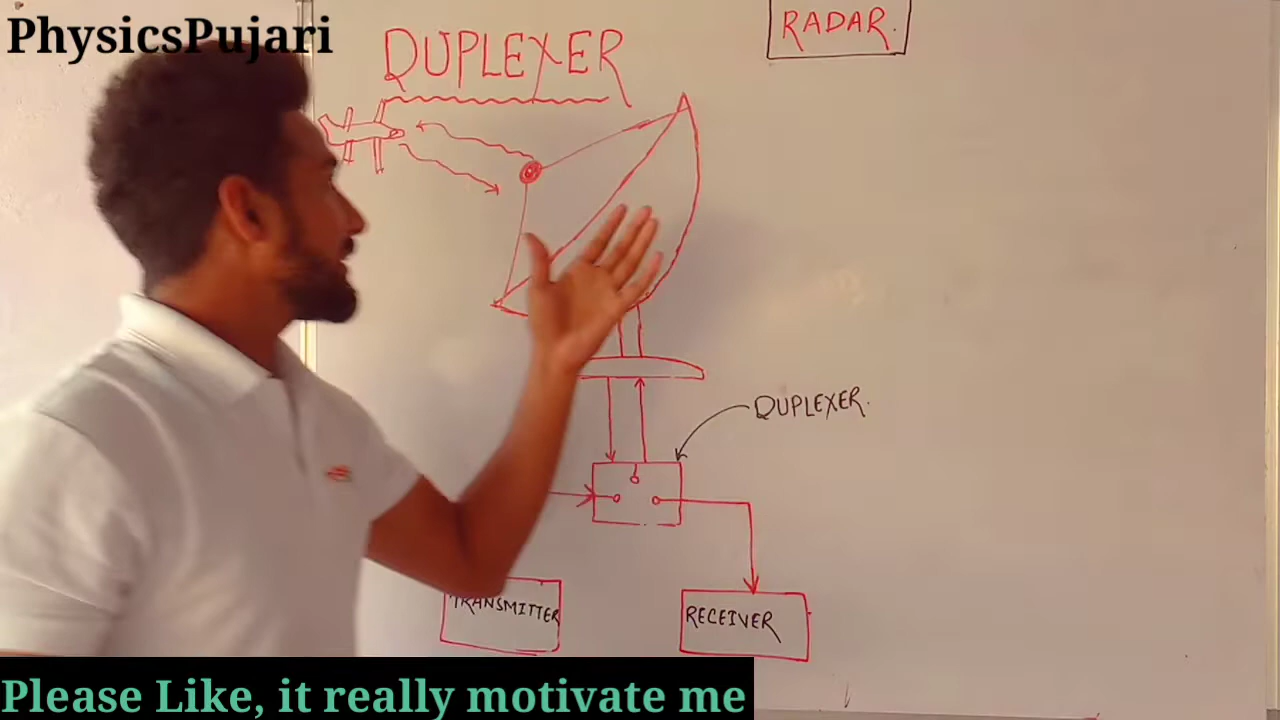 PhysicsPujari
DUPLEXER
RADAR.
DUPLEXER.
TRANSMITTER
RECEIVER
Please Like, it really motivate me